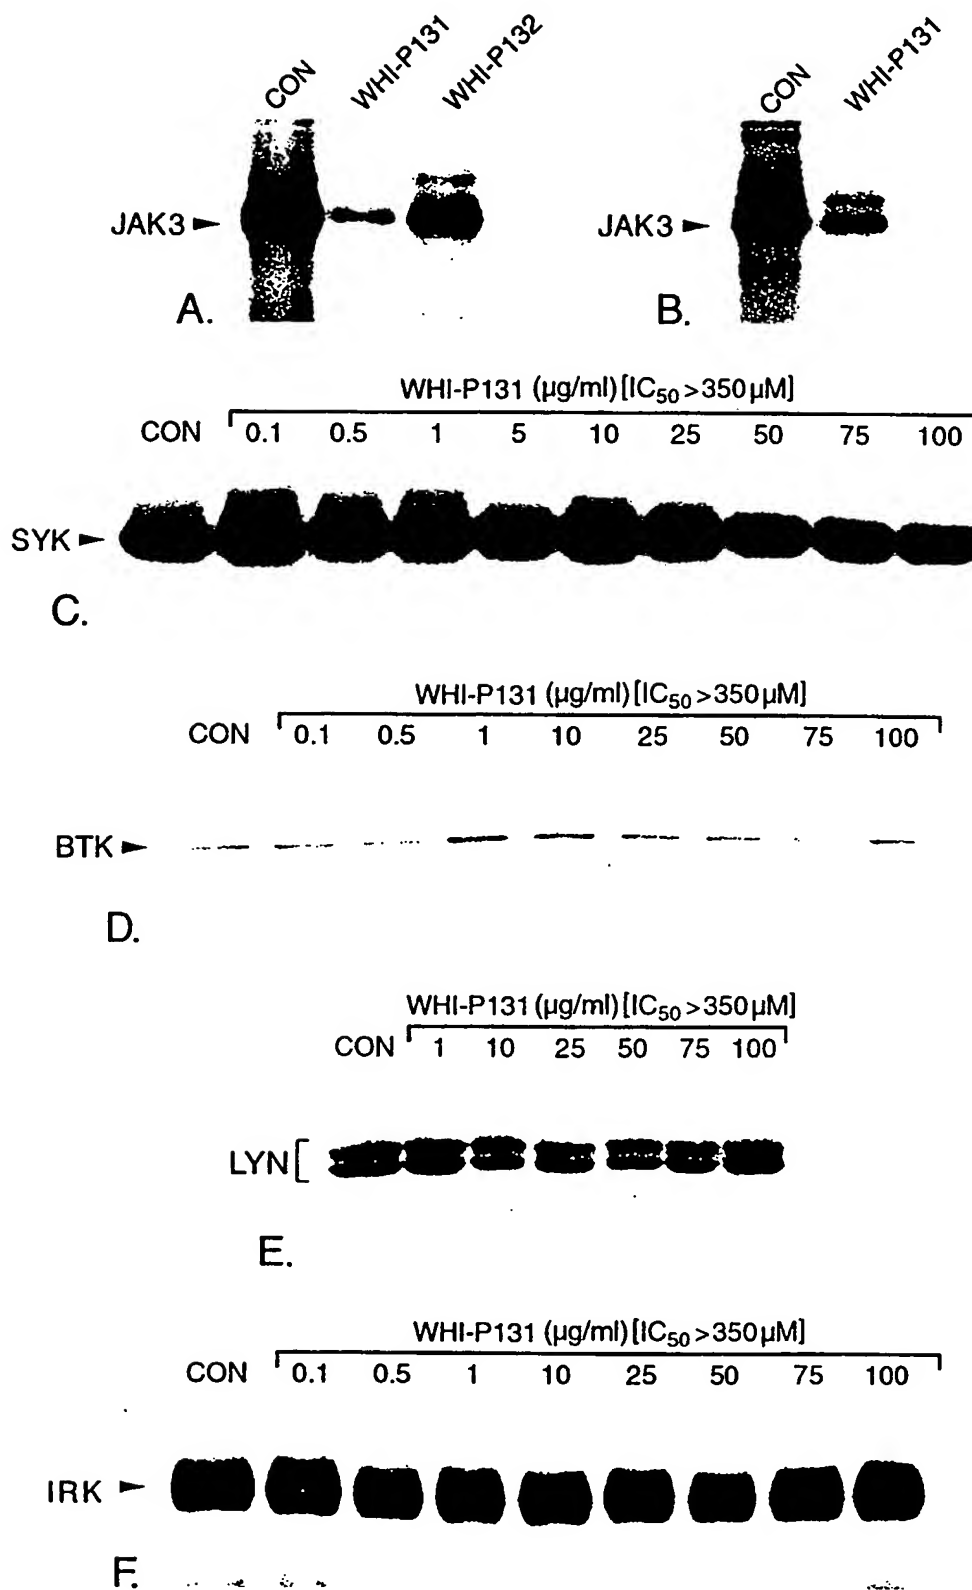 CON WHI-P131 WHI-P132
JAK3
A.
CON WHI-P131
JAK3
B.
WHI-P131 (µg/ml) [IC50 >350 µM]
CON 0.1 0.5 1 5 10 25 50 75 100
SYK
C.
WHI-P131 (µg/ml) [IC50 >350 µM]
CON 0.1 0.5 1 10 25 50 75 100
BTK
D.
WHI-P131 (µg/ml) [IC50 >350 µM]
CON 1 10 25 50 75 100
LYN
E.
WHI-P131 (µg/ml) [IC50 >350 µM]
CON 0.1 0.5 1 10 25 50 75 100
IRK
F.